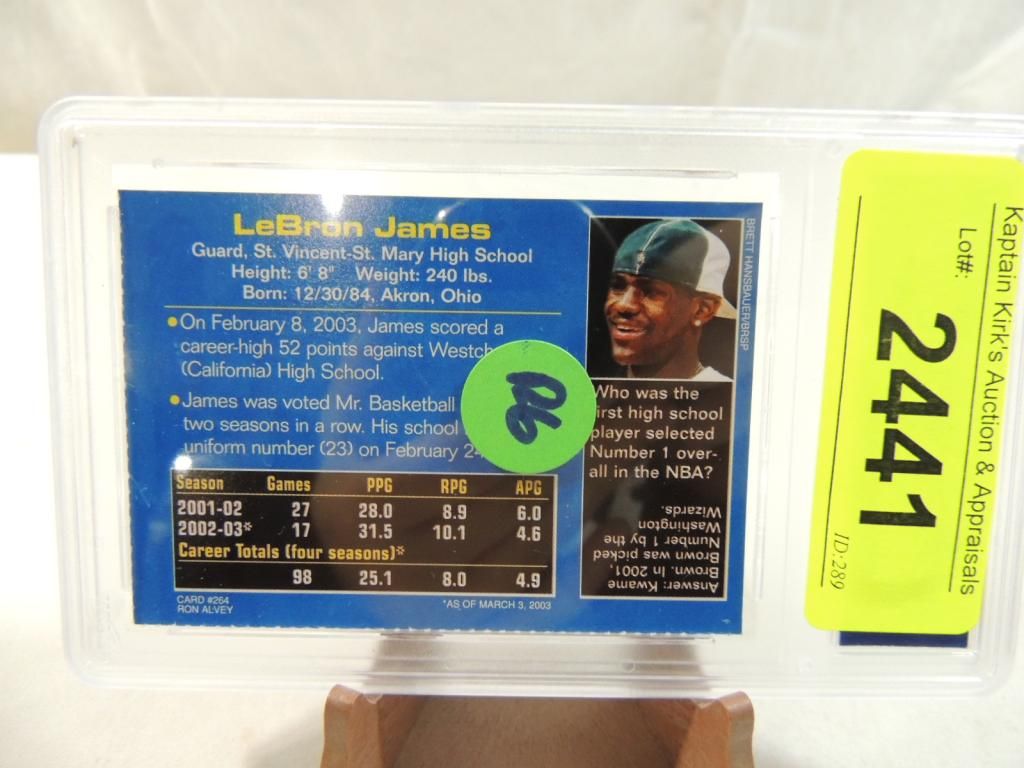 LeBron James
Guard, St. Vincent-St. Mary High School
Height: 6' 8" Weight: 240 lbs.
Born: 12/30/84, Akron, Ohio
•On February 8, 2003, James scored a
career-high 52 points against
(California) High School.
•James was voted Mr. Basketball
two seasons in a row. His school
uniform number (23) on February
Season Games PPG RPG APG
2001-02 27 28.0 8.9 6.0
2002-03* 17 31.5 10.1 4.6
Career Totals (four seasons)*
98 25.1 8.0 4.9
CARD #264
RON ALVEY
*AS OF MARCH 3, 2003
BRETT HANSBAUER/BRSP
Who was the
first high school
player selected
Number 1 over-
all in the NBA?
Answer: Kwame
Brown. In 2001,
Brown was picked
Number 1 by the
Washington
Wizards.
Kaptain Kirk's Auction & Appraisals
Lot#:
2441
ID:289